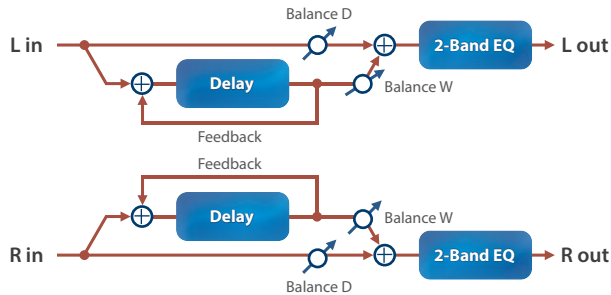 Balance D
L in
2-Band EQ
L out
Delay
Balance W
Feedback
Feedback
Delay
Balance W
R in
2-Band EQ
R out
Balance D